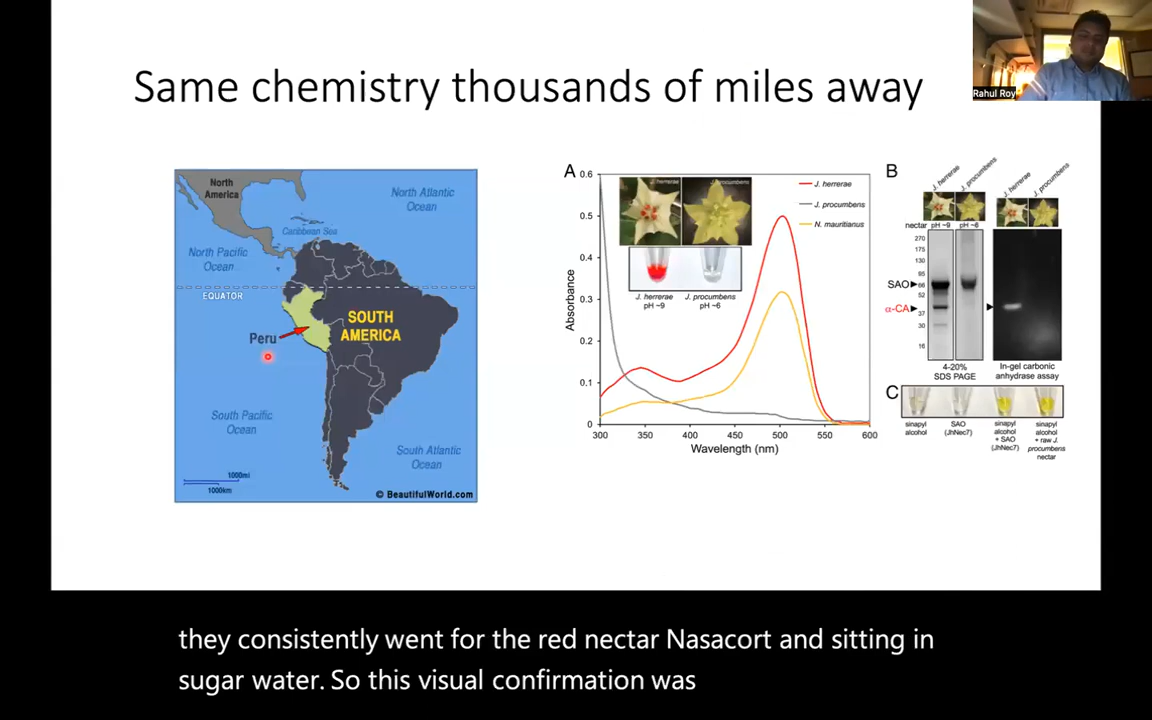 Same chemistry thousands of miles away
Rahul Roy
North
America
North Atlantic
Ocean
Caribbean Sea
North Pacific
Ocean
EQUATOR
SOUTH
AMERICA
Peru
South Pacific
Ocean
South Atlantic
Ocean
1000mi
1000km
© BeautifulWorld.com
A
0.6
0.5
0.4
0.3
0.2
0.1
0
Absorbance
300
350
400
450
500
550
600
Wavelength (nm)
J. herrerae
J. procumbens
N. mauritianus
J. herrerae
J. procumbens
J. herrerae
pH ~9
J. procumbens
pH ~6
B
J. herrerae
J. procumbens
J. herrerae
J. procumbens
nectar
pH ~9
pH ~6
270
175
130
95
66
52
37
30
16
SAO
α-CA
4-20%
SDS PAGE
In-gel carbonic
anhydrase assay
C
sinapyl
alcohol
SAO
(JhNec7)
sinapyl
alcohol
+ SAO
(JhNec7)
sinapyl
alcohol
+ raw J.
procumbens
nectar
they consistently went for the red nectar Nasacort and sitting in
sugar water. So this visual confirmation was